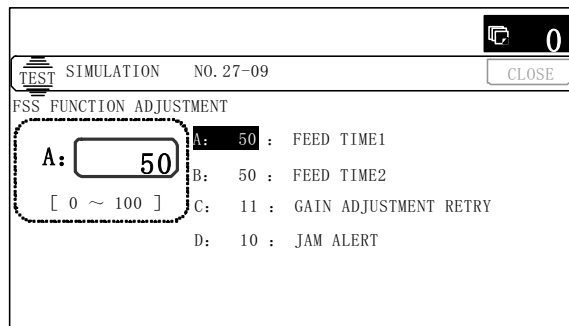 0
TEST SIMULATION NO.27-09 CLOSE
FSS FUNCTION ADJUSTMENT
A: 50
[ 0 ~ 100 ]
A: 50 : FEED TIME1
B: 50 : FEED TIME2
C: 11 : GAIN ADJUSTMENT RETRY
D: 10 : JAM ALERT